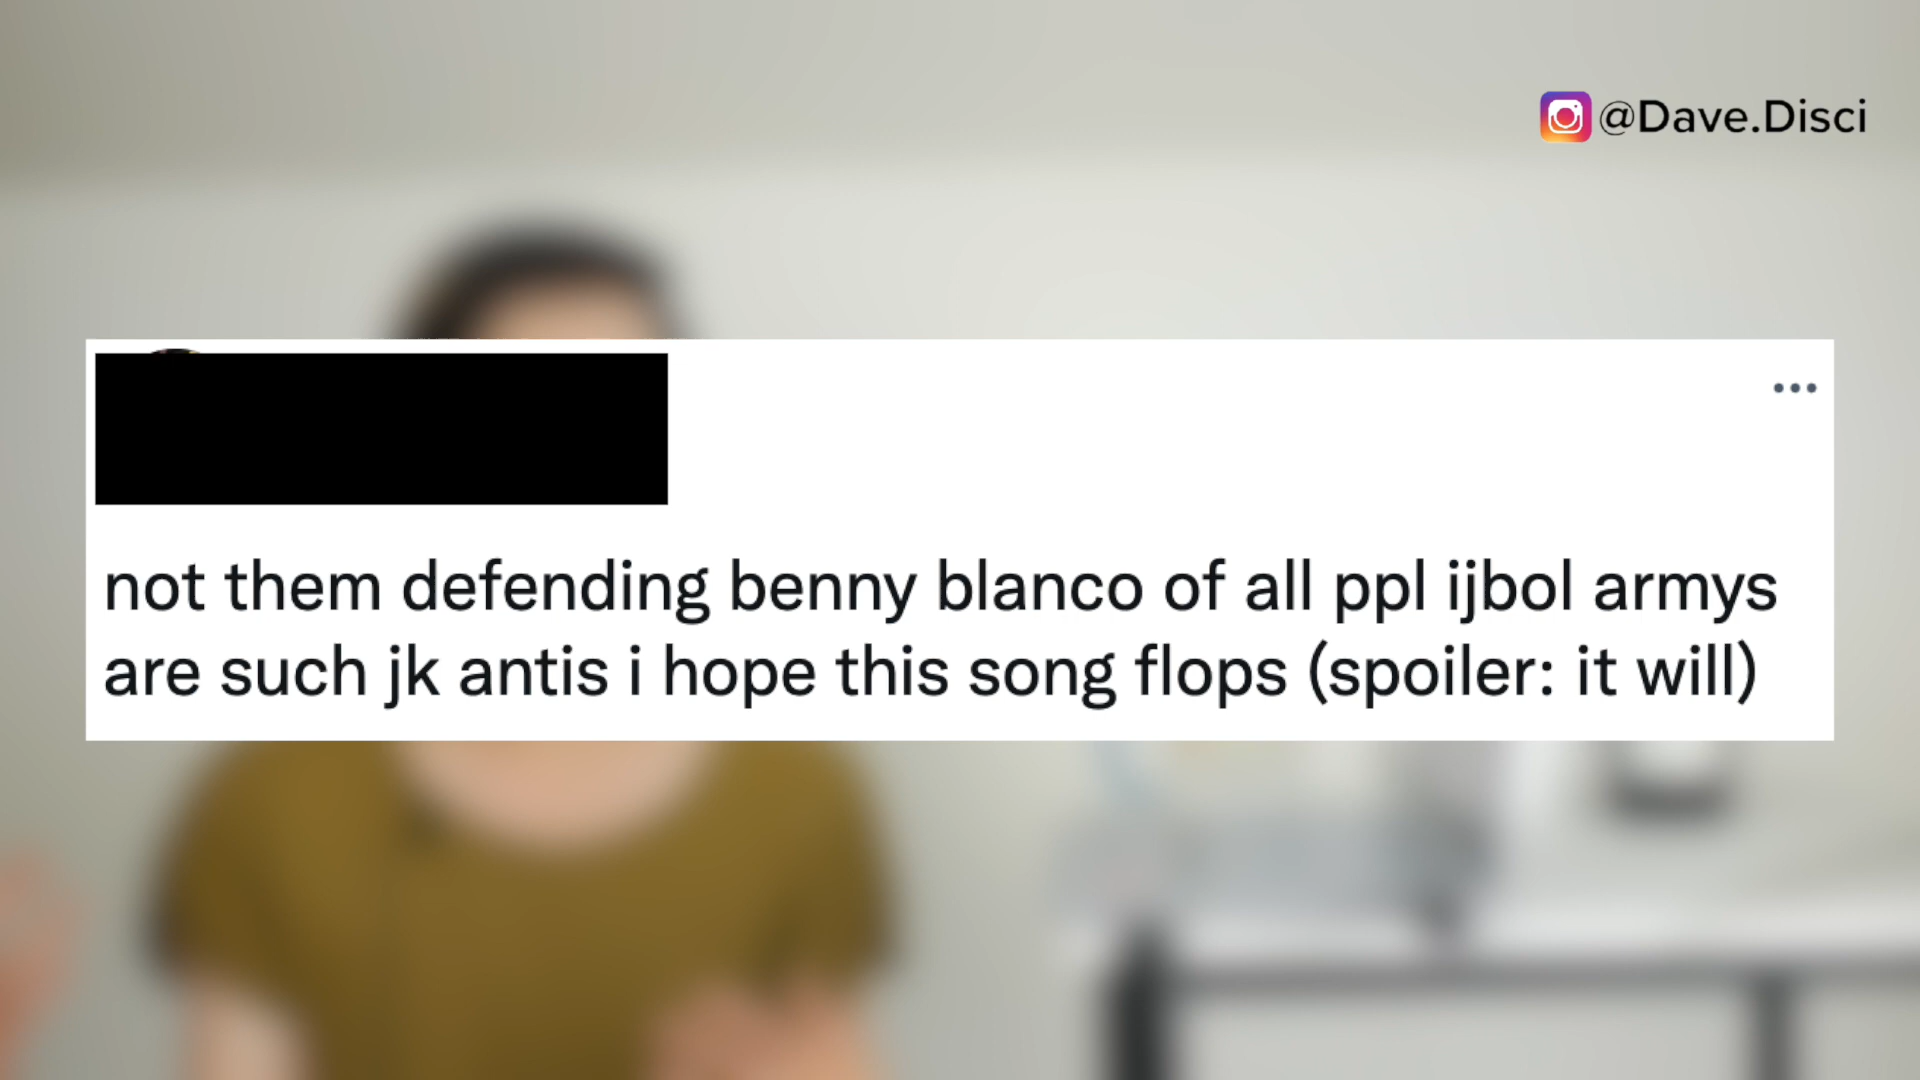 @Dave.Disci
not them defending benny blanco of all ppl ijbol armys
are such jk antis i hope this song flops (spoiler: it will)